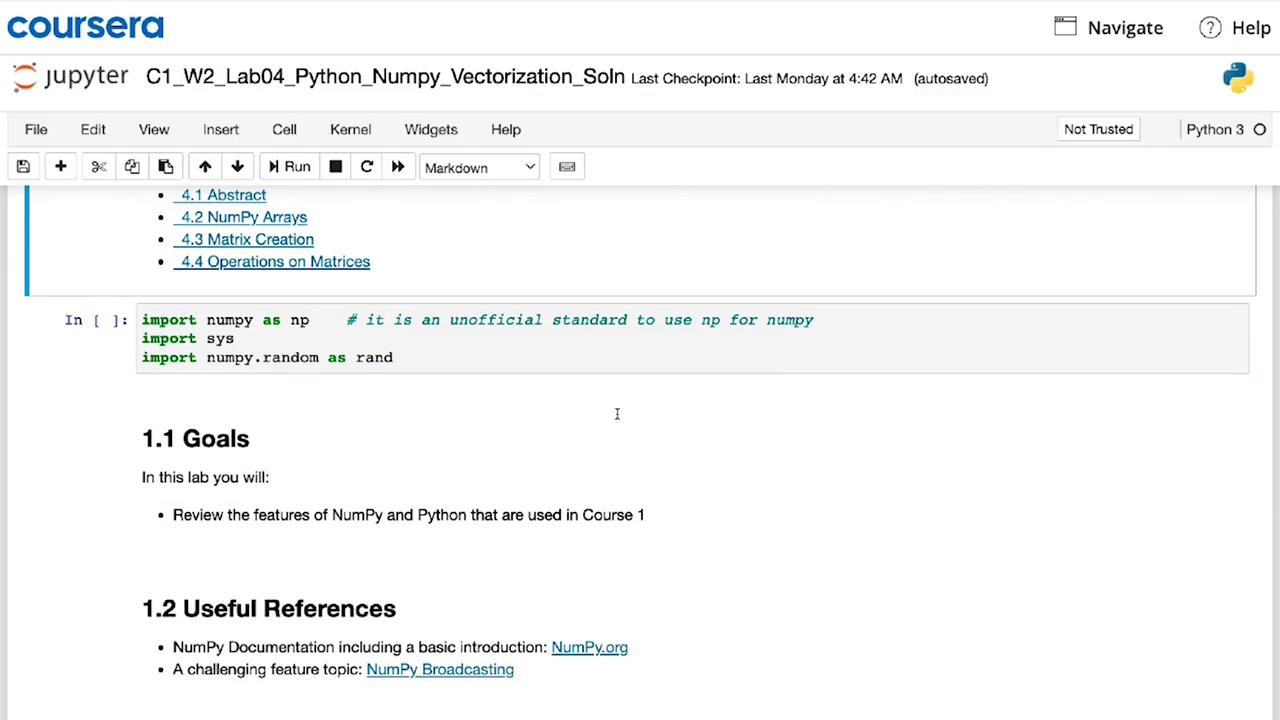 coursera
Navigate
Help
jupyter C1_W2_Lab04_Python_Numpy_Vectorization_Soln Last Checkpoint: Last Monday at 4:42 AM (autosaved)
File Edit View Insert Cell Kernel Widgets Help Not Trusted Python 3
Run Markdown
4.1 Abstract
4.2 NumPy Arrays
4.3 Matrix Creation
4.4 Operations on Matrices
In [ ]: import numpy as np # it is an unofficial standard to use np for numpy
import sys
import numpy.random as rand
1.1 Goals
In this lab you will:
Review the features of NumPy and Python that are used in Course 1
1.2 Useful References
NumPy Documentation including a basic introduction: NumPy.org
A challenging feature topic: NumPy Broadcasting